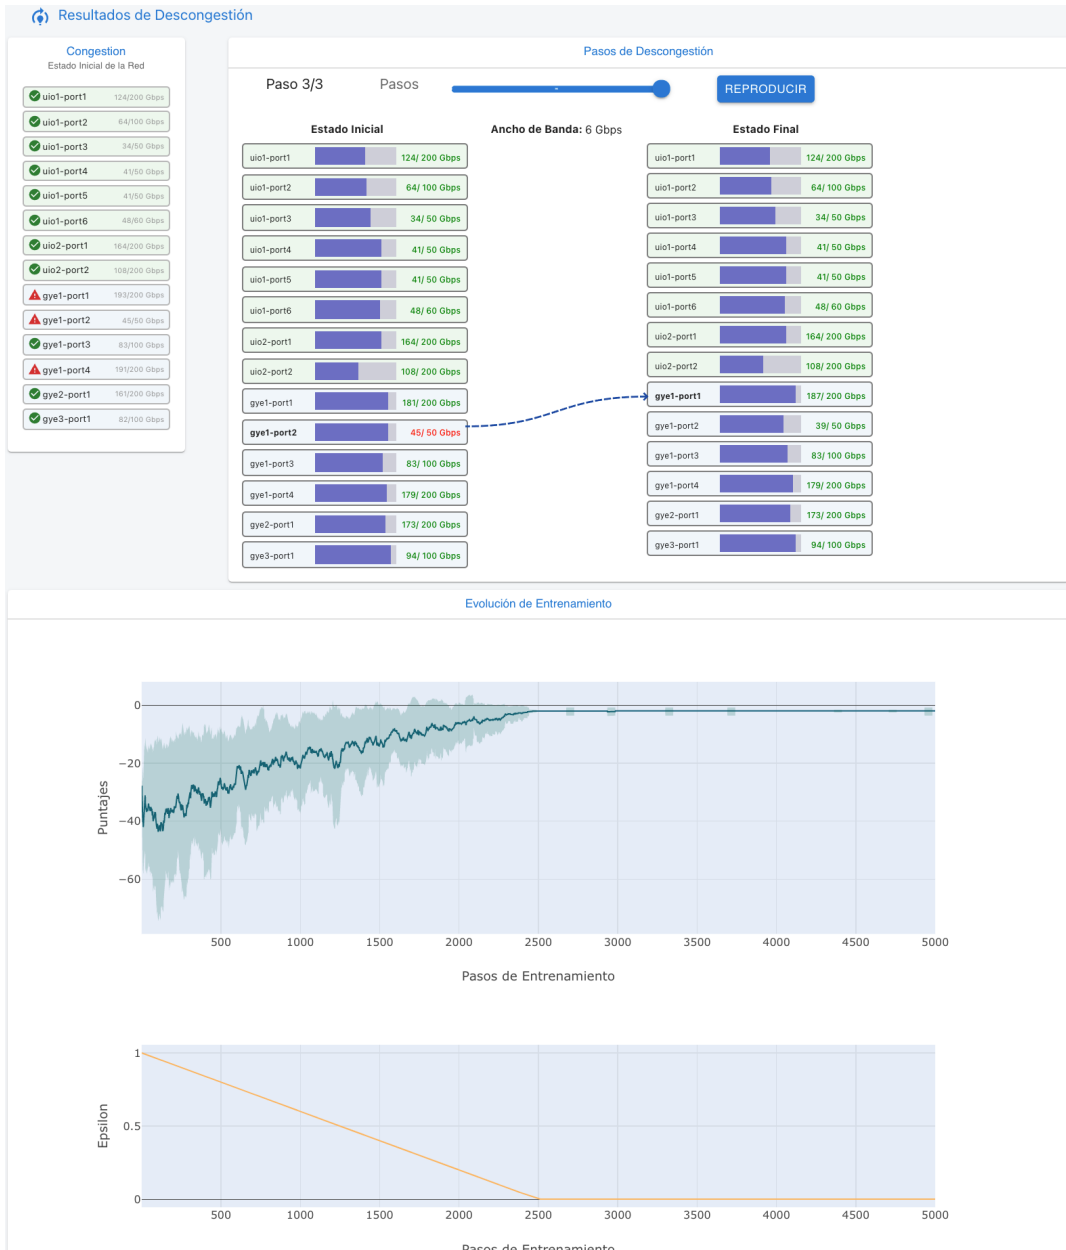 Resultados de Descongestión
Congestion
Estado Inicial de la Red
uio1-port1 124/200 Gbps
uio1-port2 64/100 Gbps
uio1-port3 34/50 Gbps
uio1-port4 41/50 Gbps
uio1-port5 41/50 Gbps
uio1-port6 48/60 Gbps
uio2-port1 164/200 Gbps
uio2-port2 108/200 Gbps
gye1-port1 193/200 Gbps
gye1-port2 45/50 Gbps
gye1-port3 83/100 Gbps
gye1-port4 191/200 Gbps
gye2-port1 161/200 Gbps
gye3-port1 82/100 Gbps
Pasos de Descongestión
Paso 3/3 Pasos REPRODUCIR
Estado Inicial Ancho de Banda: 6 Gbps Estado Final
uio1-port1 124/ 200 Gbps uio1-port1 124/ 200 Gbps
uio1-port2 64/ 100 Gbps uio1-port2 64/ 100 Gbps
uio1-port3 34/ 50 Gbps uio1-port3 34/ 50 Gbps
uio1-port4 41/ 50 Gbps uio1-port4 41/ 50 Gbps
uio1-port5 41/ 50 Gbps uio1-port5 41/ 50 Gbps
uio1-port6 48/ 60 Gbps uio1-port6 48/ 60 Gbps
uio2-port1 164/ 200 Gbps uio2-port1 164/ 200 Gbps
uio2-port2 108/ 200 Gbps uio2-port2 108/ 200 Gbps
gye1-port1 181/ 200 Gbps gye1-port1 187/ 200 Gbps
gye1-port2 45/ 50 Gbps gye1-port2 39/ 50 Gbps
gye1-port3 83/ 100 Gbps gye1-port3 83/ 100 Gbps
gye1-port4 179/ 200 Gbps gye1-port4 179/ 200 Gbps
gye2-port1 173/ 200 Gbps gye2-port1 173/ 200 Gbps
gye3-port1 94/ 100 Gbps gye3-port1 94/ 100 Gbps
Evolución de Entrenamiento
Puntajes
0
−20
−40
−60
500 1000 1500 2000 2500 3000 3500 4000 4500 5000
Pasos de Entrenamiento
Epsilon
1
0.5
0
500 1000 1500 2000 2500 3000 3500 4000 4500 5000
Pasos de Entrenamiento